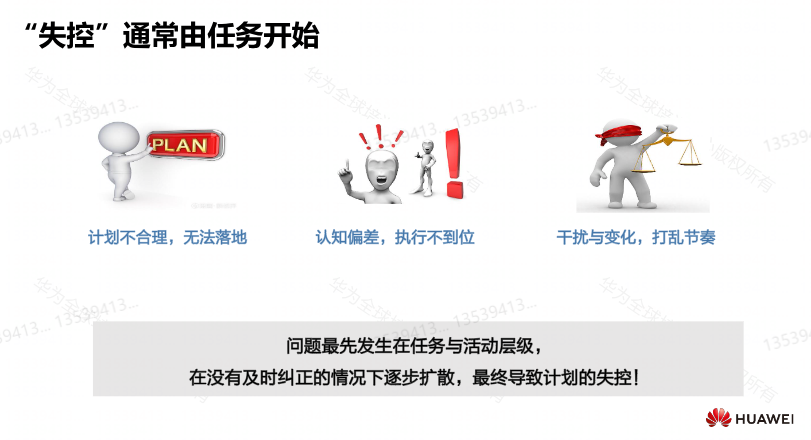 “失控”通常由任务开始
PLAN
计划不合理，无法落地
认知偏差，执行不到位
干扰与变化，打乱节奏
问题最先发生在任务与活动层级，
在没有及时纠正的情况下逐步扩散，最终导致计划的失控！
HUAWEI